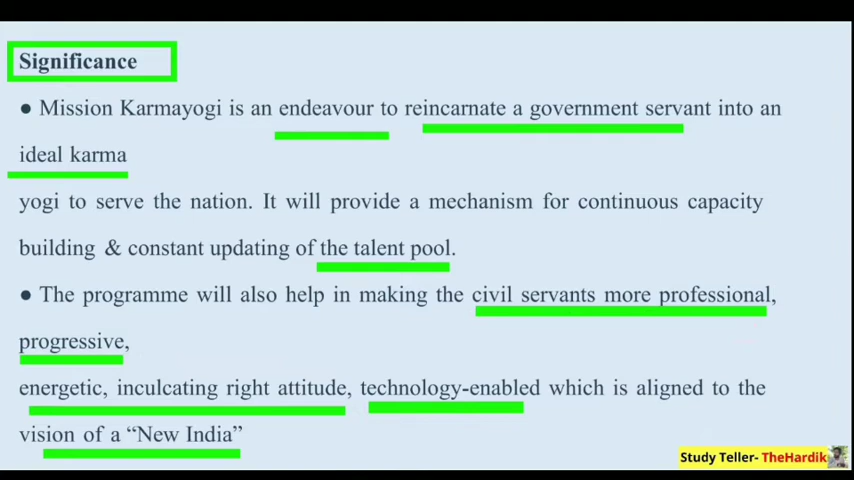 Significance
● Mission Karmayogi is an endeavour to reincarnate a government servant into an
ideal karma
yogi to serve the nation. It will provide a mechanism for continuous capacity
building & constant updating of the talent pool.
● The programme will also help in making the civil servants more professional,
progressive,
energetic, inculcating right attitude, technology-enabled which is aligned to the
vision of a “New India”
Study Teller- TheHardik